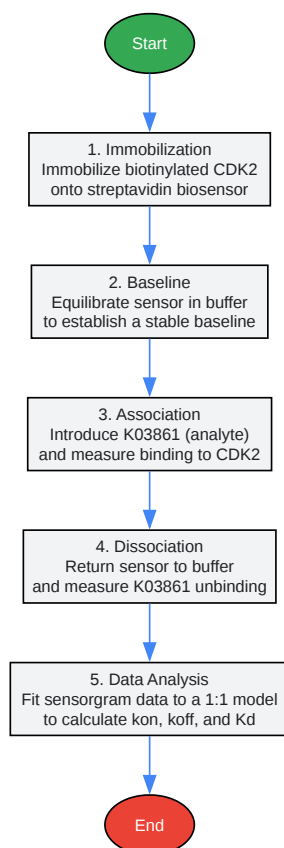 Start
1. Immobilization
Immobilize biotinylated CDK2
onto streptavidin biosensor
2. Baseline
Equilibrate sensor in buffer
to establish a stable baseline
3. Association
Introduce K03861 (analyte)
and measure binding to CDK2
4. Dissociation
Return sensor to buffer
and measure K03861 unbinding
5. Data Analysis
Fit sensorgram data to a 1:1 model
to calculate kon, koff, and Kd
End